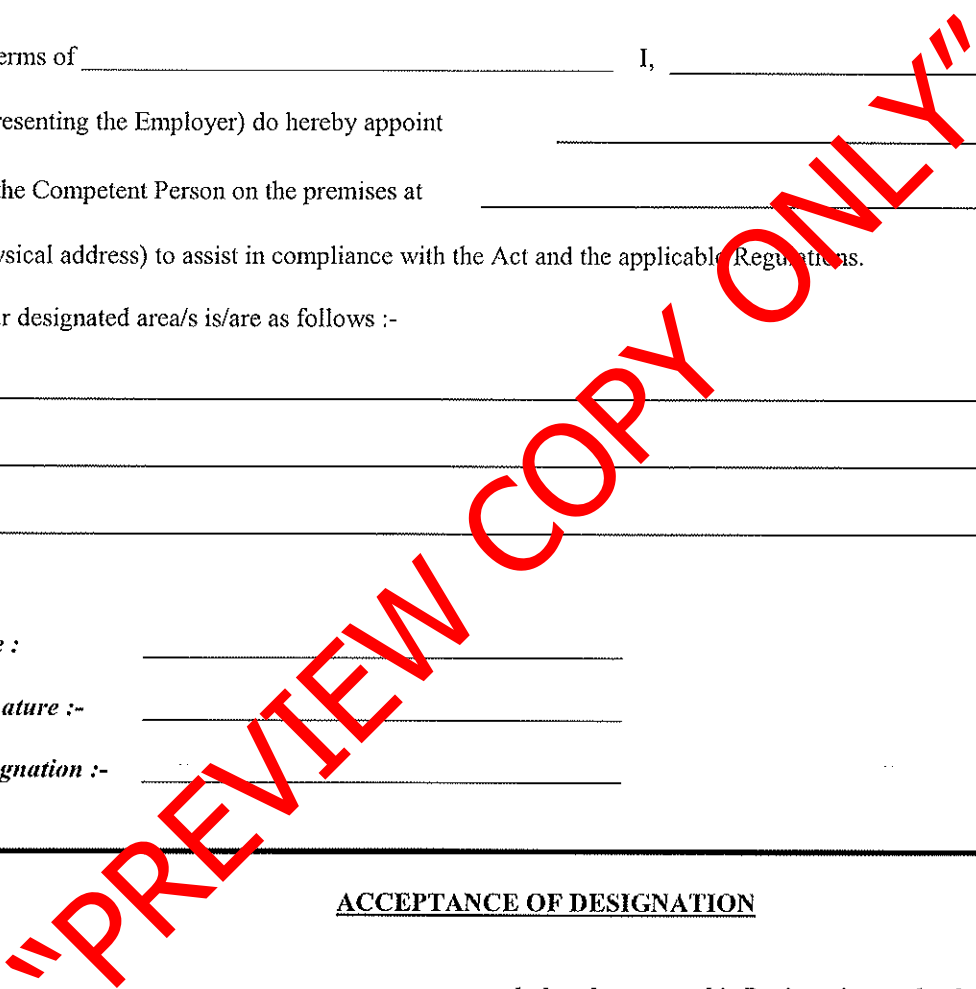 erms of I,
resenting the Employer) do hereby appoint
the Competent Person on the premises at
ysical address) to assist in compliance with the Act and the applicable Regulations.
r designated area/s is/are as follows :-
e :
ature :-
gnation :-
ACCEPTANCE OF DESIGNATION
"PREVIEW COPY ONLY"